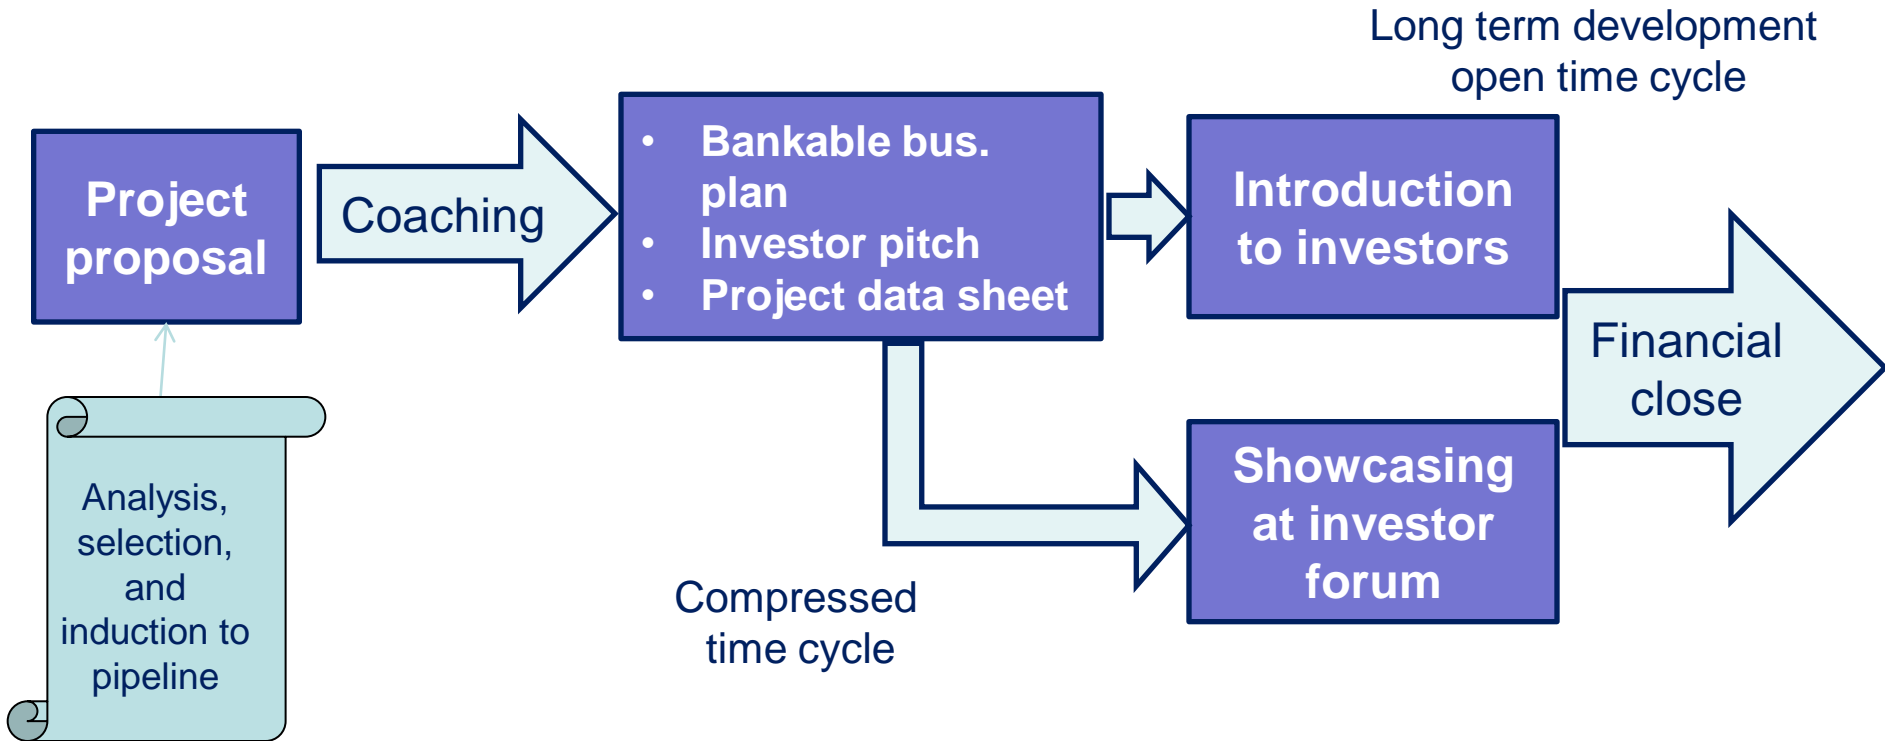 Long term development
open time cycle
Project
proposal
Coaching
• Bankable bus.
plan
• Investor pitch
• Project data sheet
Introduction
to investors
Financial
close
Analysis,
selection,
and
induction to
pipeline
Compressed
time cycle
Showcasing
at investor
forum